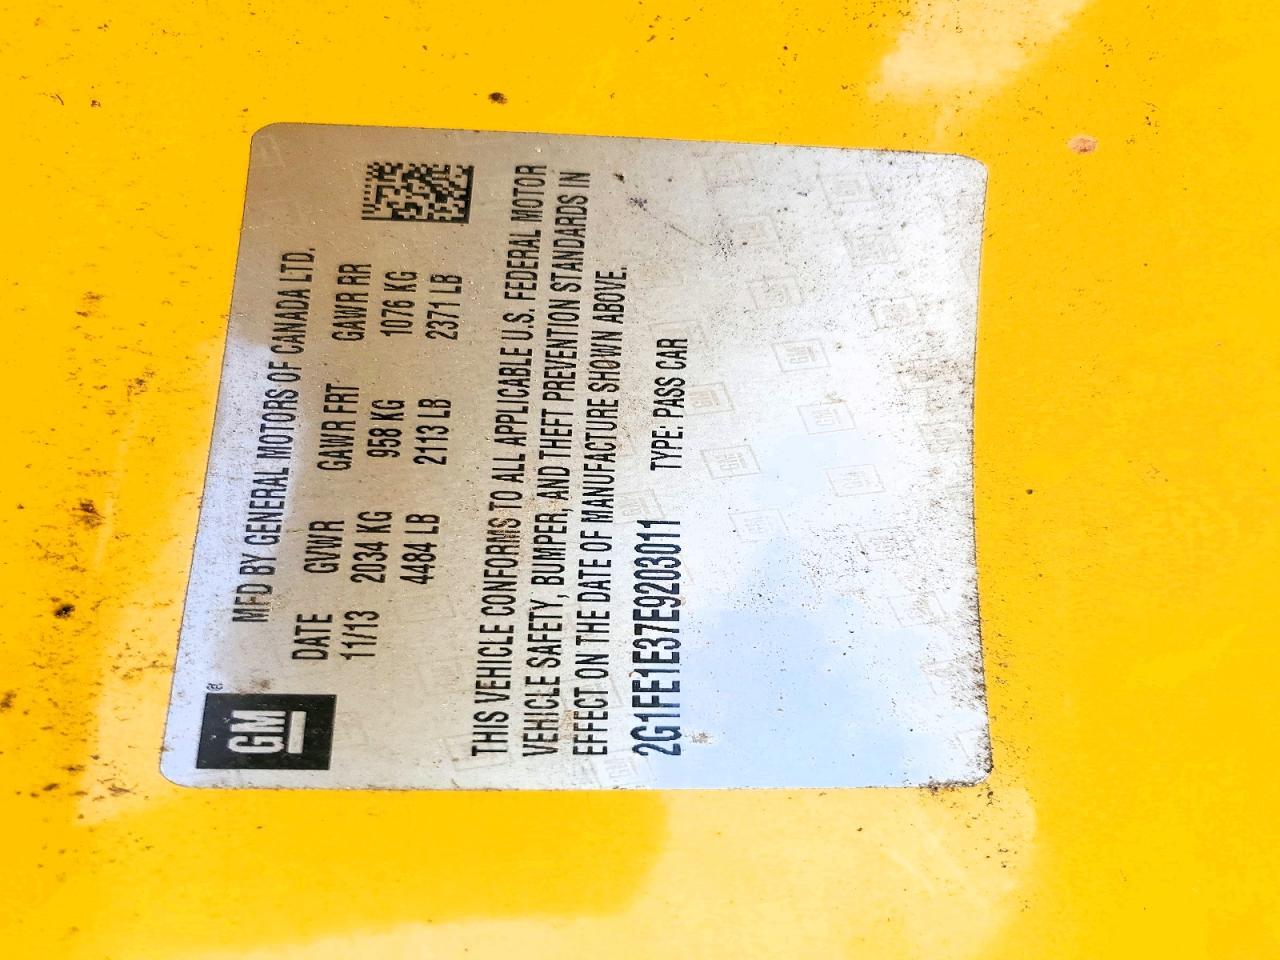 GM®
MFD BY GENERAL MOTORS OF CANADA LTD.
DATE GVWR GAWR FRT GAWR RR
11/13 2034 KG 958 KG 1076 KG
4484 LB 2113 LB 2371 LB
THIS VEHICLE CONFORMS TO ALL APPLICABLE U.S. FEDERAL MOTOR
VEHICLE SAFETY, BUMPER, AND THEFT PREVENTION STANDARDS IN
EFFECT ON THE DATE OF MANUFACTURE SHOWN ABOVE.
2G1FE1E37E9203011 TYPE: PASS CAR